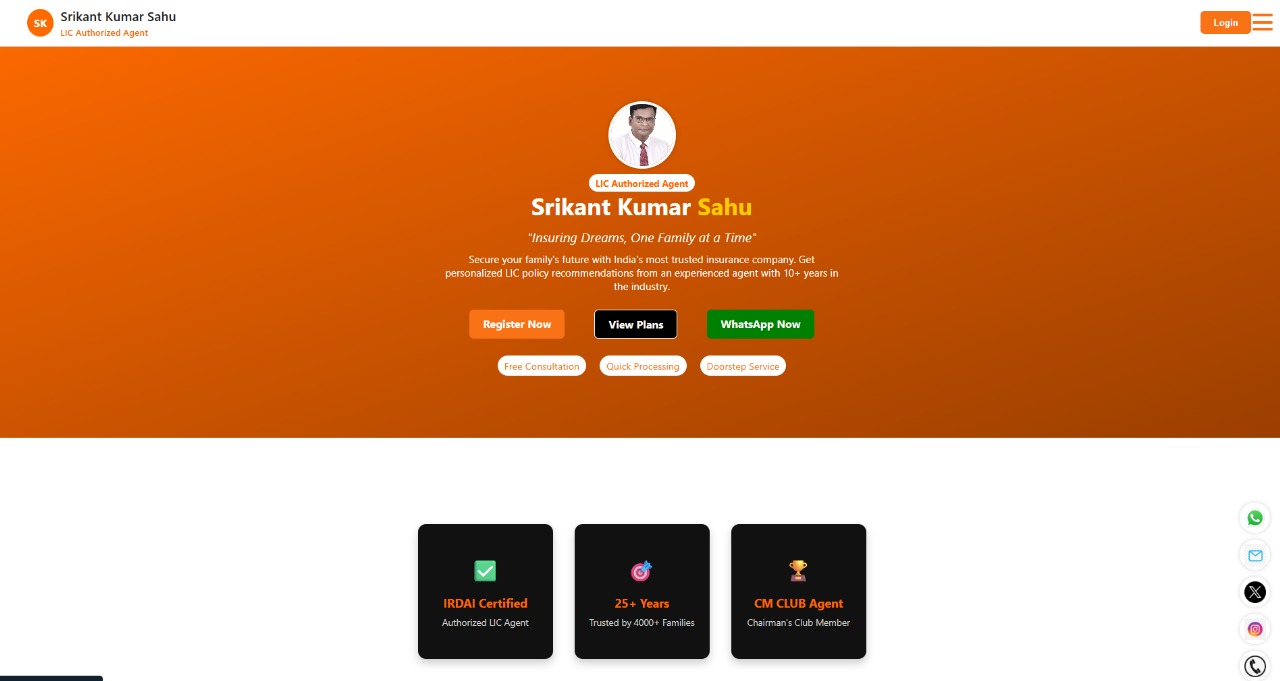 SK
Srikant Kumar Sahu
LIC Authorized Agent
Login
LIC Authorized Agent
Srikant Kumar Sahu
"Insuring Dreams, One Family at a Time"
Secure your family's future with India's most trusted insurance company. Get
personalized LIC policy recommendations from an experienced agent with 10+ years in
the industry.
Register Now
View Plans
WhatsApp Now
Free Consultation
Quick Processing
Doorstep Service
IRDAI Certified
Authorized LIC Agent
25+ Years
Trusted by 4000+ Families
CM CLUB Agent
Chairman's Club Member